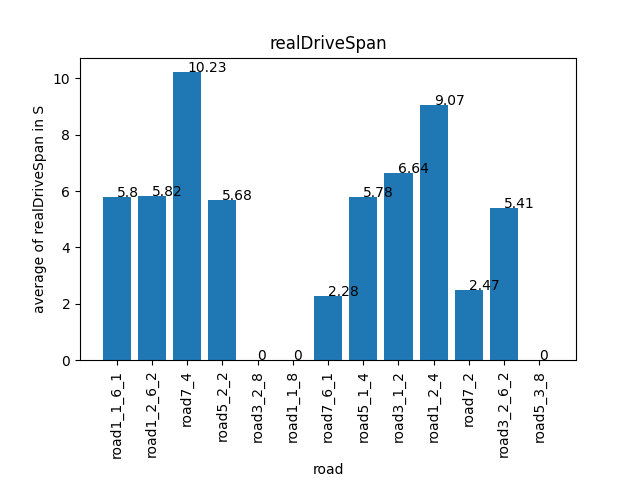 realDriveSpan
average of realDriveSpan in S
10
8
6
4
2
0
5.8
5.82
10.23
5.68
0
0
2.28
5.78
6.64
9.07
2.47
5.41
0
road1_1_6_1
road1_2_6_2
road7_4
road5_2_2
road3_2_8
road1_1_8
road7_6_1
road5_1_4
road3_1_2
road1_2_4
road7_2
road3_2_6_2
road5_3_8
road